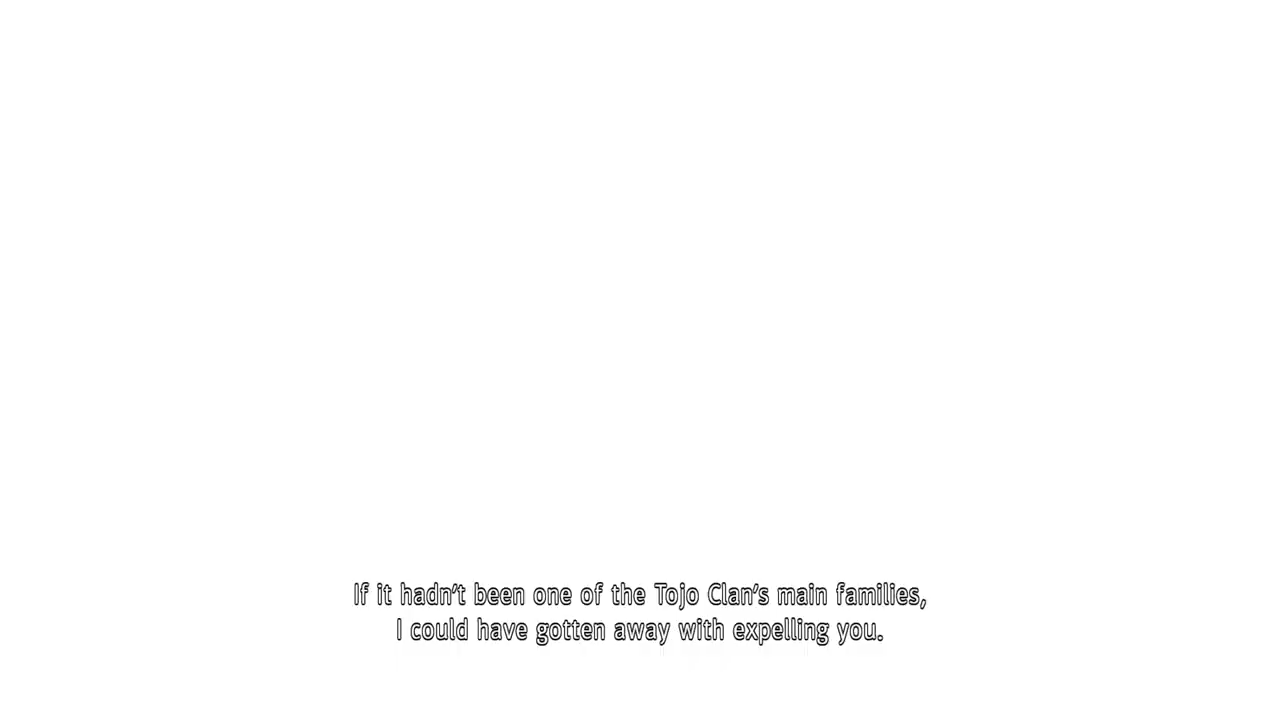 If it hadn't been one of the Tojo Clan's main families,
I could have gotten away with expelling you.